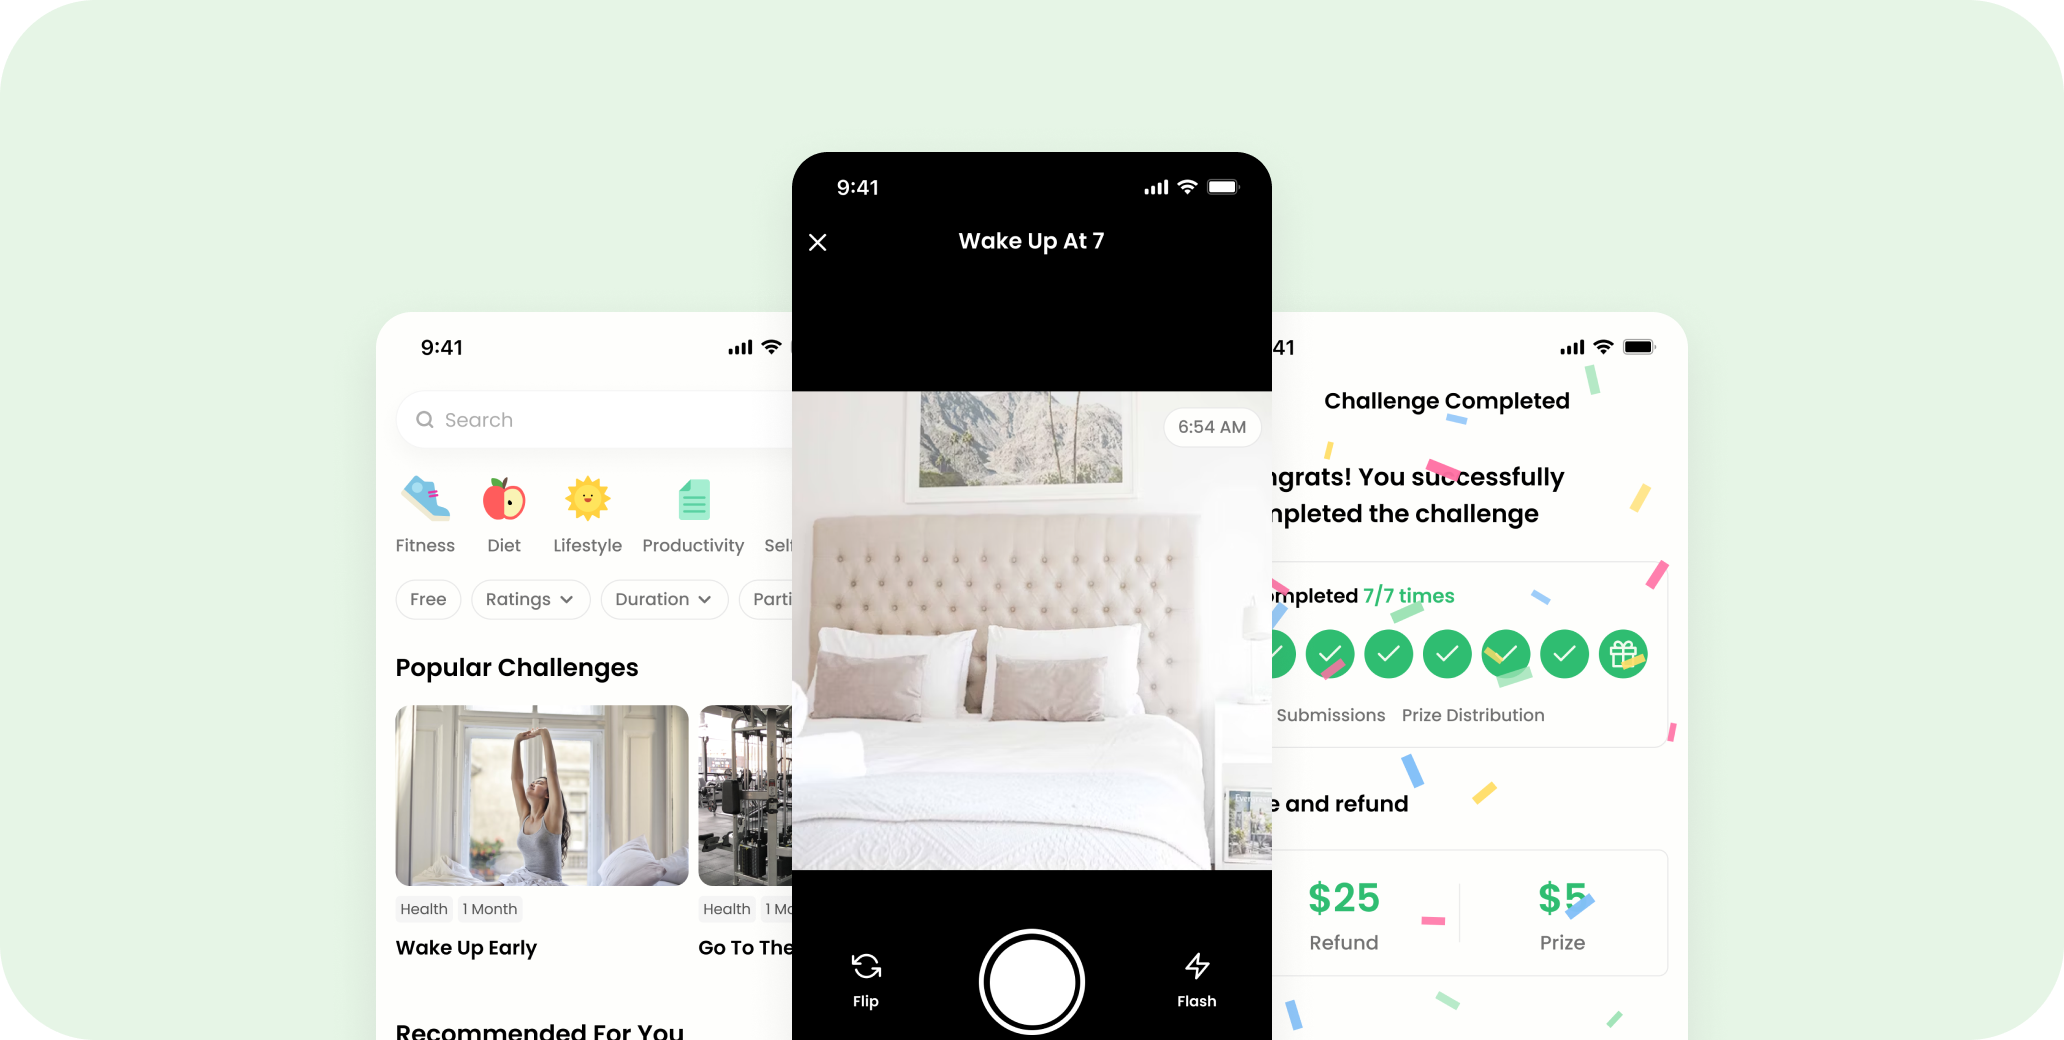 9:41
Search
Fitness Diet Lifestyle Productivity Self
Free Ratings Duration Parti
Popular Challenges
Health 1 Month
Wake Up Early
Health 1 Mo
Go To The
Recommended For You
9:41
Wake Up At 7
6:54 AM
Flip
Flash
41
Challenge Completed
ngrats! You successfully
mpleted the challenge
ompleted 7/7 times
Submissions Prize Distribution
e and refund
$25 $5
Refund Prize